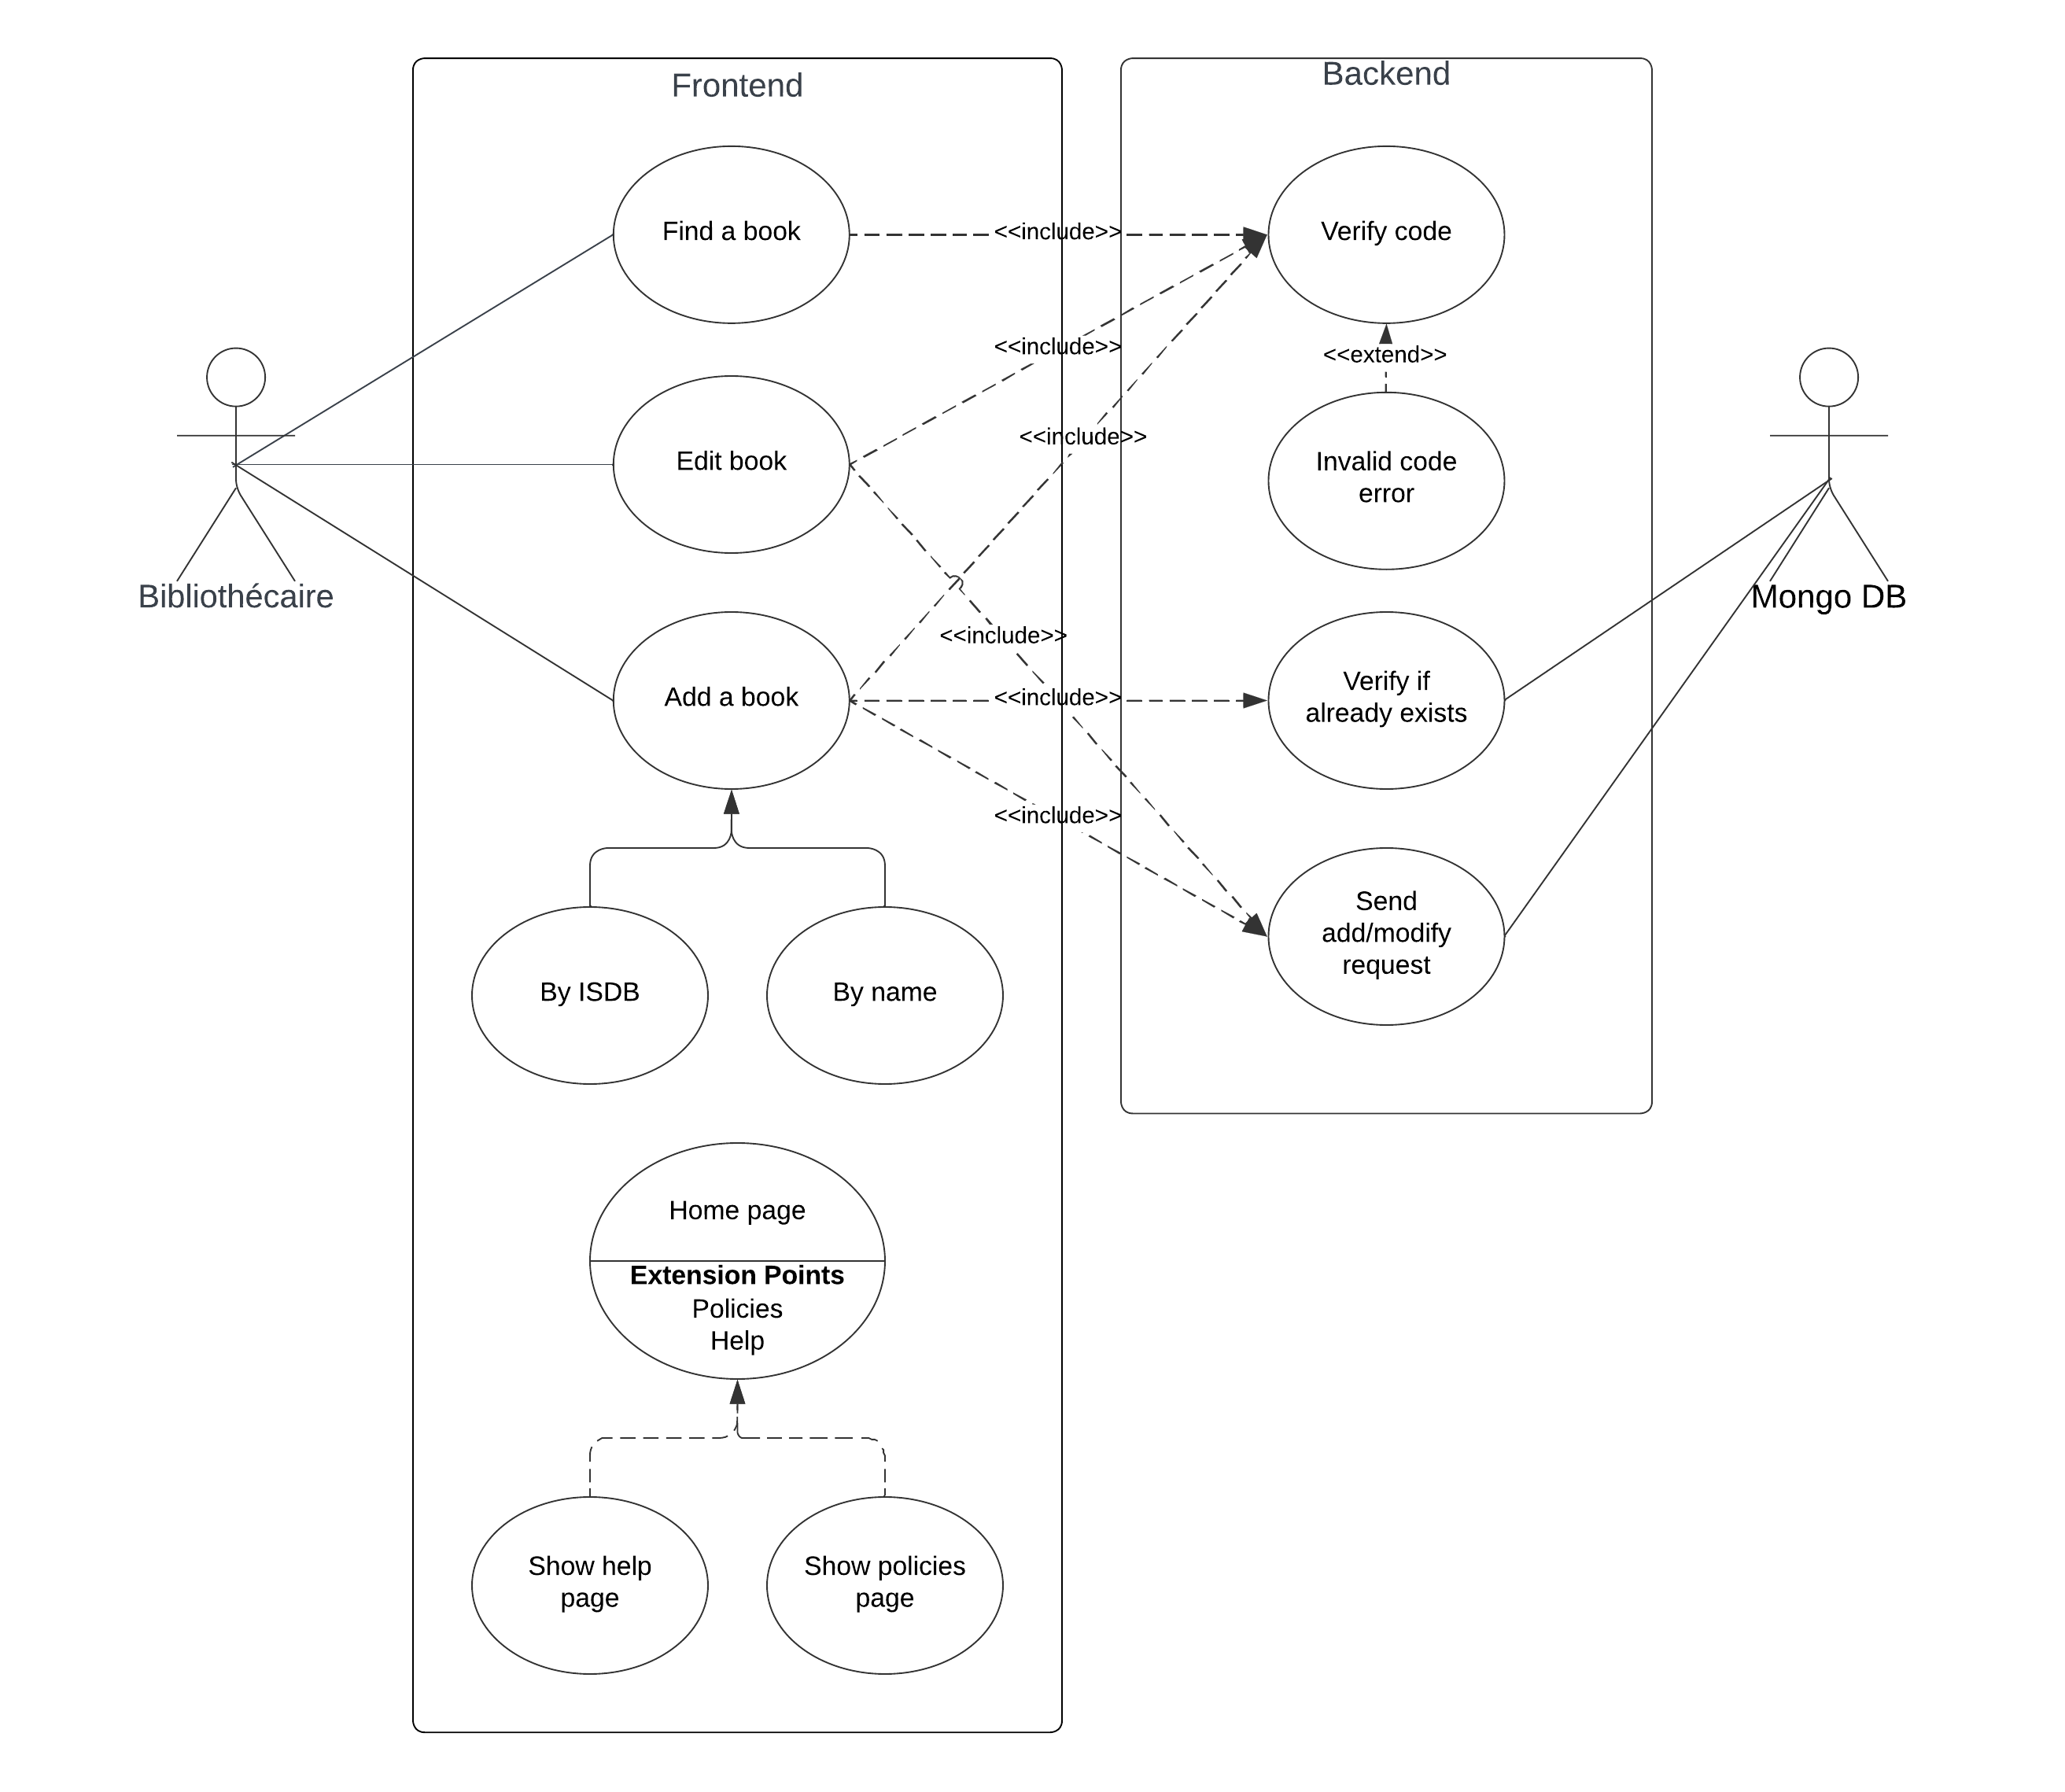 Frontend
Backend
Find a book
<<include>>
Verify code
<<include>>
<<extend>>
<<include>>
Edit book
Invalid code
error
Bibliothécaire
Mongo DB
<<include>>
Add a book
<<include>>
Verify if
already exists
<<include>>
Send
add/modify
request
By ISDB
By name
Home page
Extension Points
Policies
Help
Show help
page
Show policies
page